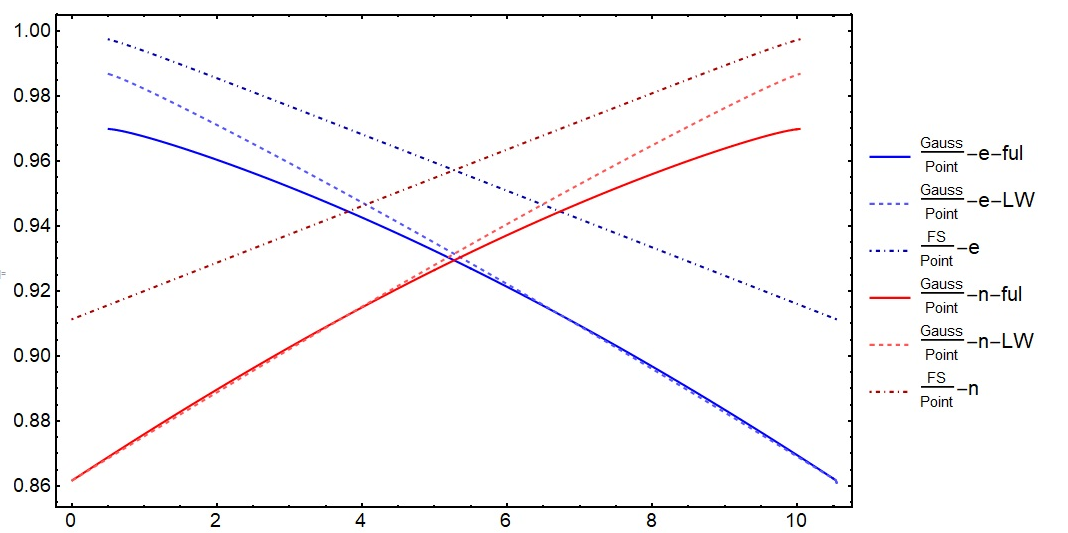 1.00
0.98
0.96
0.94
0.92
0.90
0.88
0.86
0 2 4 6 8 10
Gauss
Point -e-ful
Gauss
Point -e-LW
FS
Point -e
Gauss
Point -n-ful
Gauss
Point -n-LW
FS
Point -n